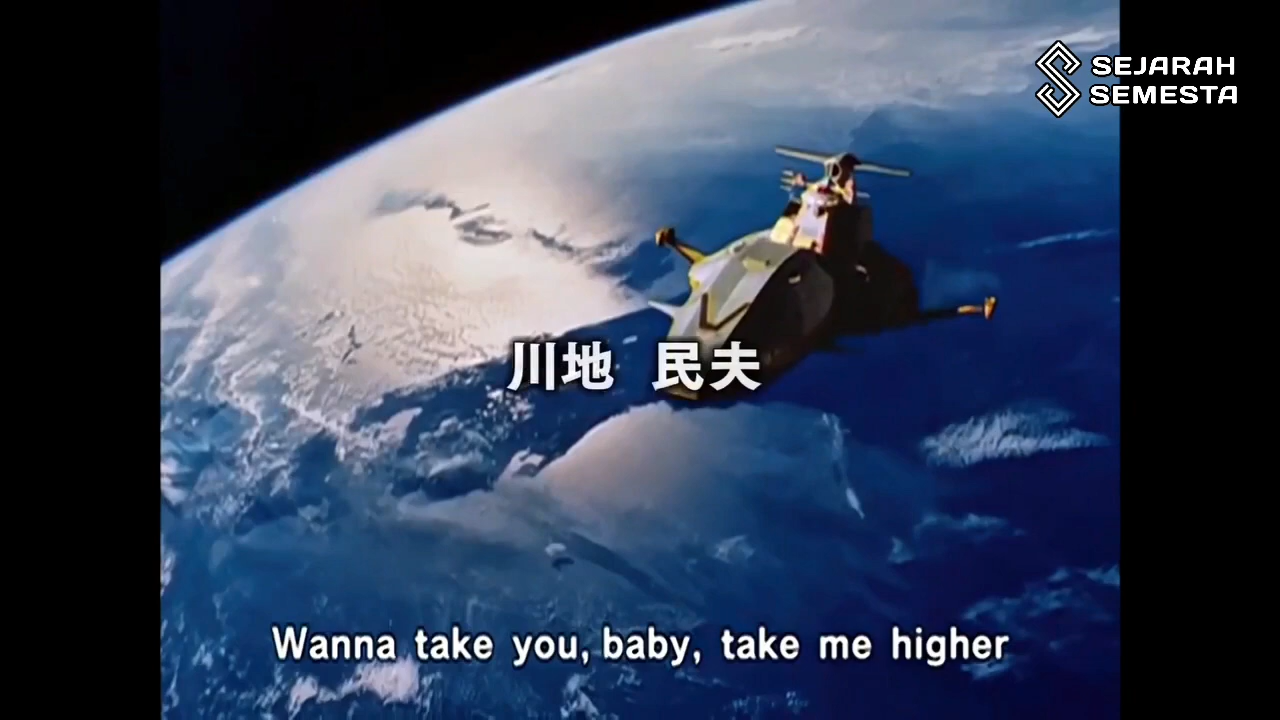 SEJARAH
SEMESTA
川地 民夫
Wanna take you, baby, take me higher